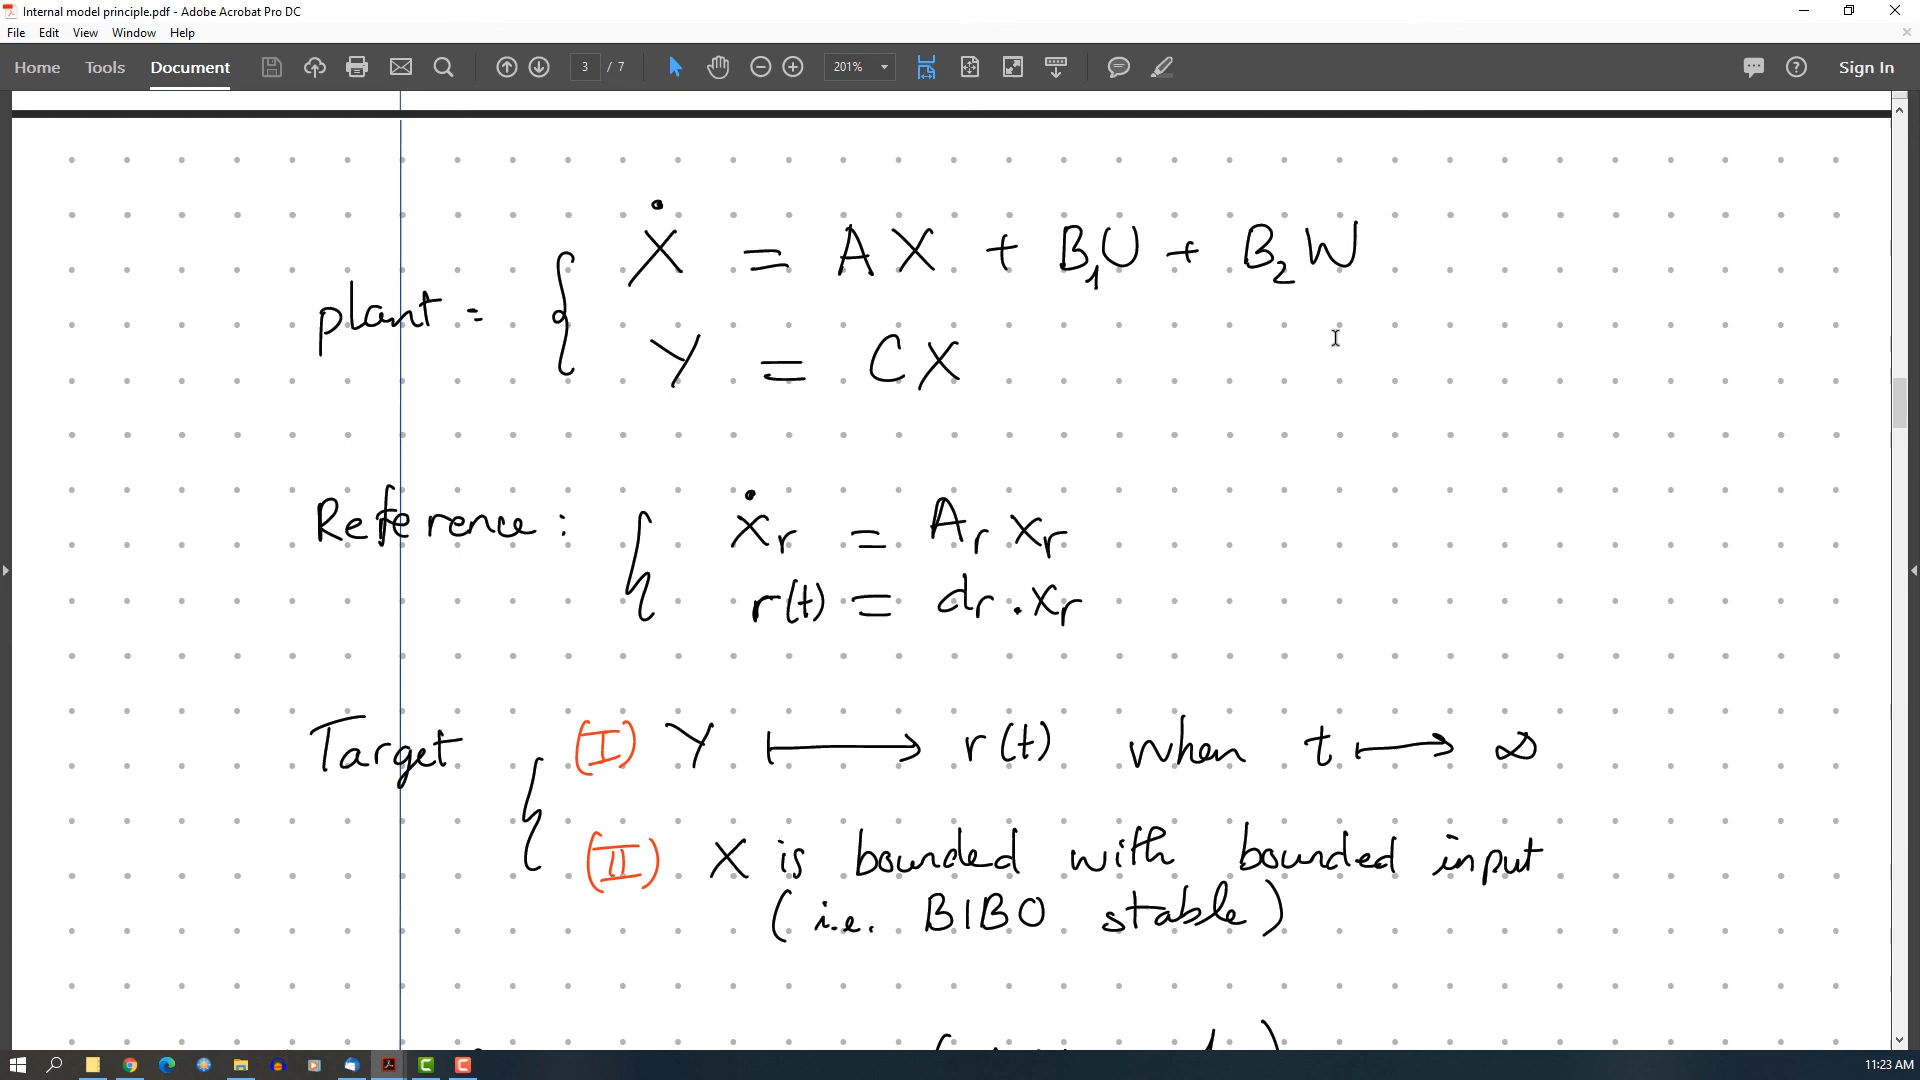 Internal model principle.pdf - Adobe Acrobat Pro DC
File Edit View Window Help
Home Tools Document 3 / 7 201% Sign In
plant = { Ẋ = AX + B₁U + B₂W
Y = CX
Reference: { ẋr = Ar xr
r(t) = dr . xr
Target { (I) Y ⟼ r(t) when t ⟼ ∞
(II) X is bounded with bounded input
(i.e. BIBO stable)
11:23 AM